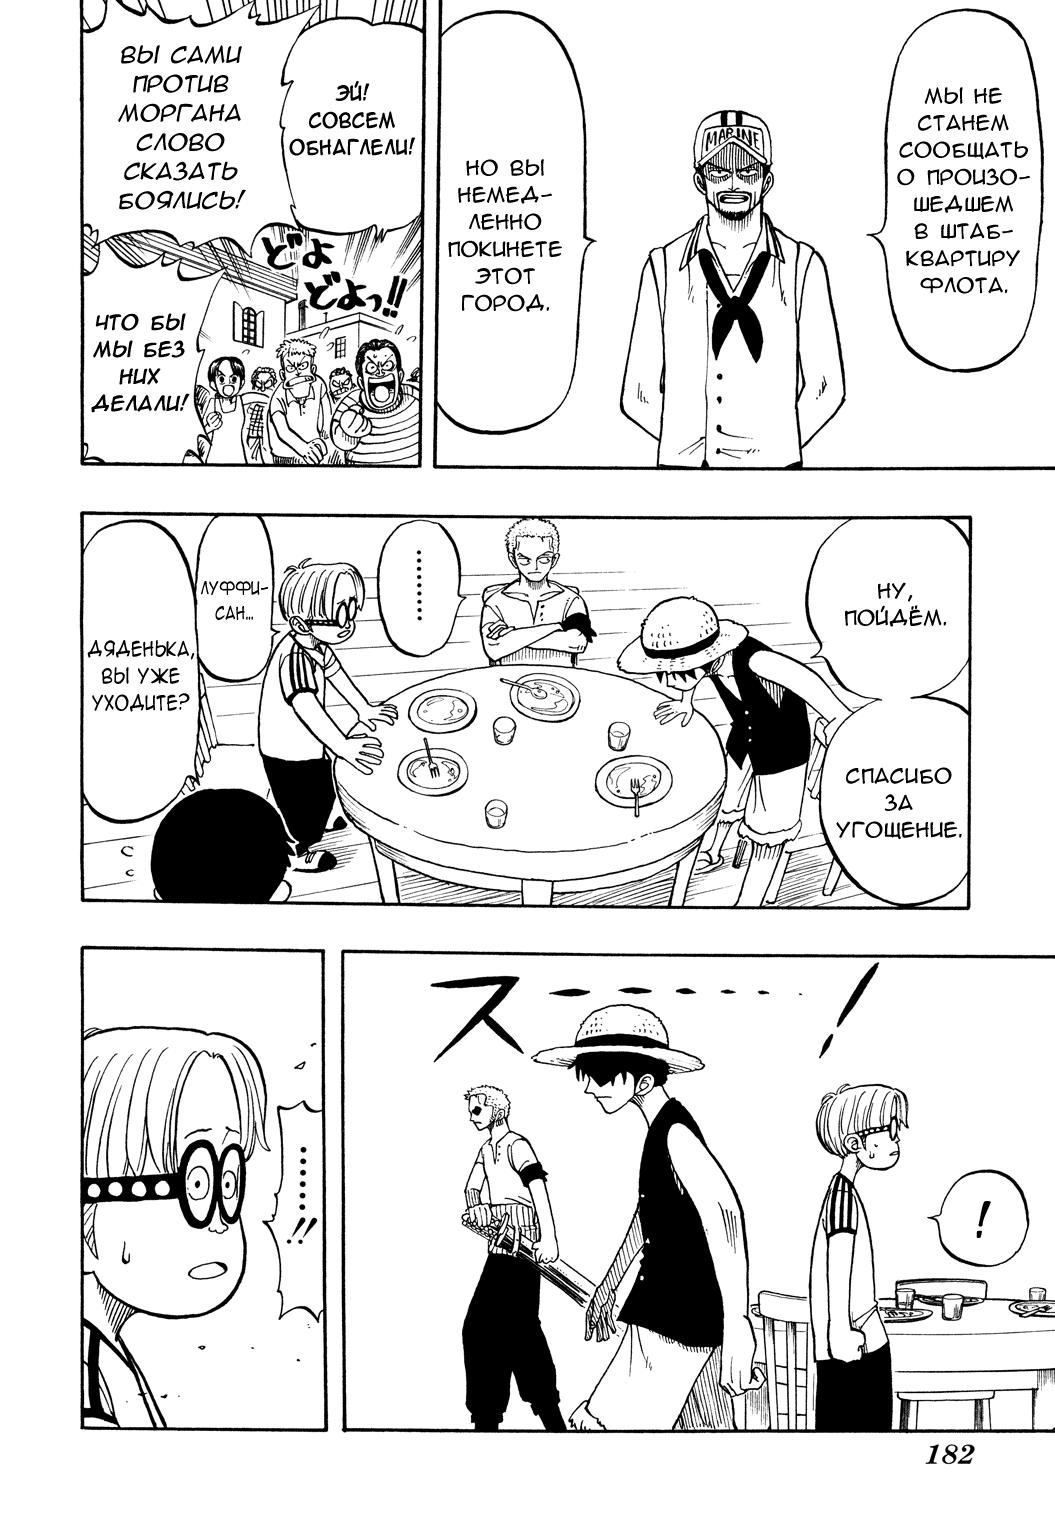 МЫ НЕ
СТАНЕМ
СООБЩАТЬ
О ПРОИЗО-
ШЕДШЕМ
В ШТАБ-
КВАРТИРУ
ФЛОТА.
MARINE
НО ВЫ
НЕМЕД-
ЛЕННО
ПОКИНЕТЕ
ЭТОТ
ГОРОД.
ЭЙ!
СОВСЕМ
ОБНАГЛЕЛИ!
ВЫ САМИ
ПРОТИВ
МОРГАНА
СЛОВО
СКАЗАТЬ
БОЯЛИСЬ!
どよ
どよっ!!
ЧТО БЫ
МЫ БЕЗ
НИХ
ДЕЛАЛИ!
НУ,
ПОЙДЁМ.
СПАСИБО
ЗА
УГОЩЕНИЕ.
.........
ЛУФФИ-
САН...
ДЯДЕНЬКА,
ВЫ УЖЕ
УХОДИТЕ?
ス
!
......!!
182